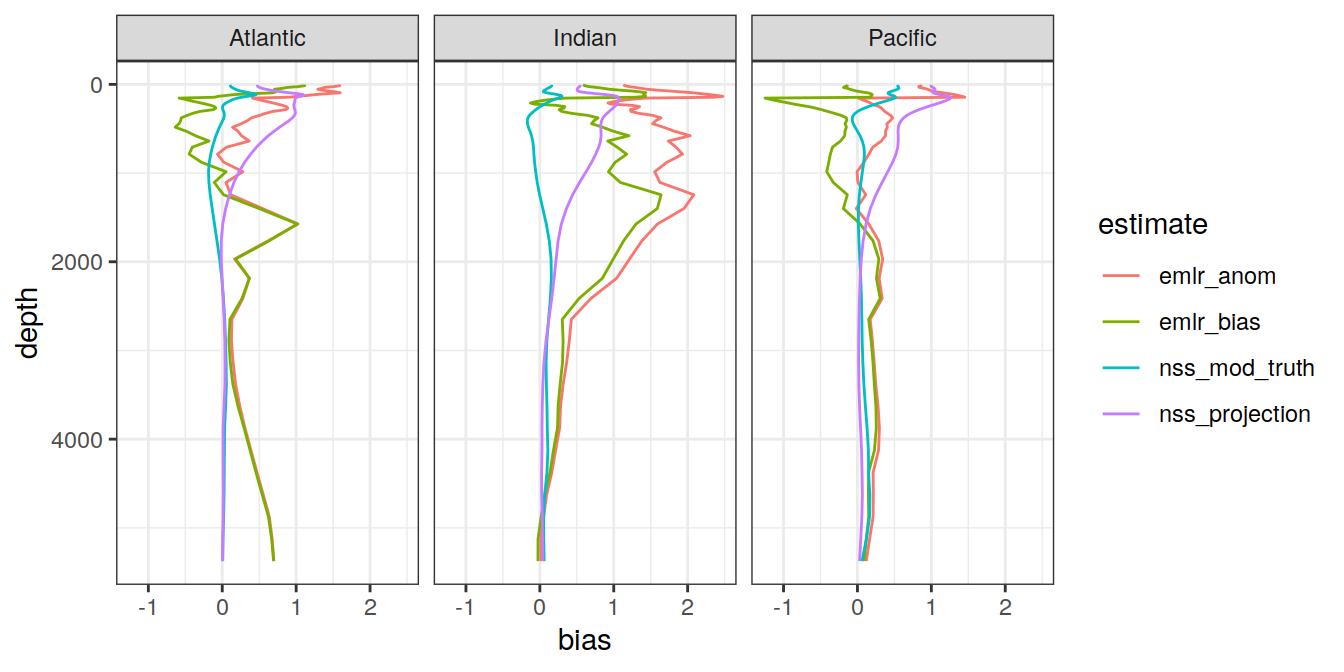 Atlantic Indian Pacific
0
2000
4000
depth
-1 0 1 2 -1 0 1 2 -1 0 1 2
bias
estimate
emlr_anom
emlr_bias
nss_mod_truth
nss_projection